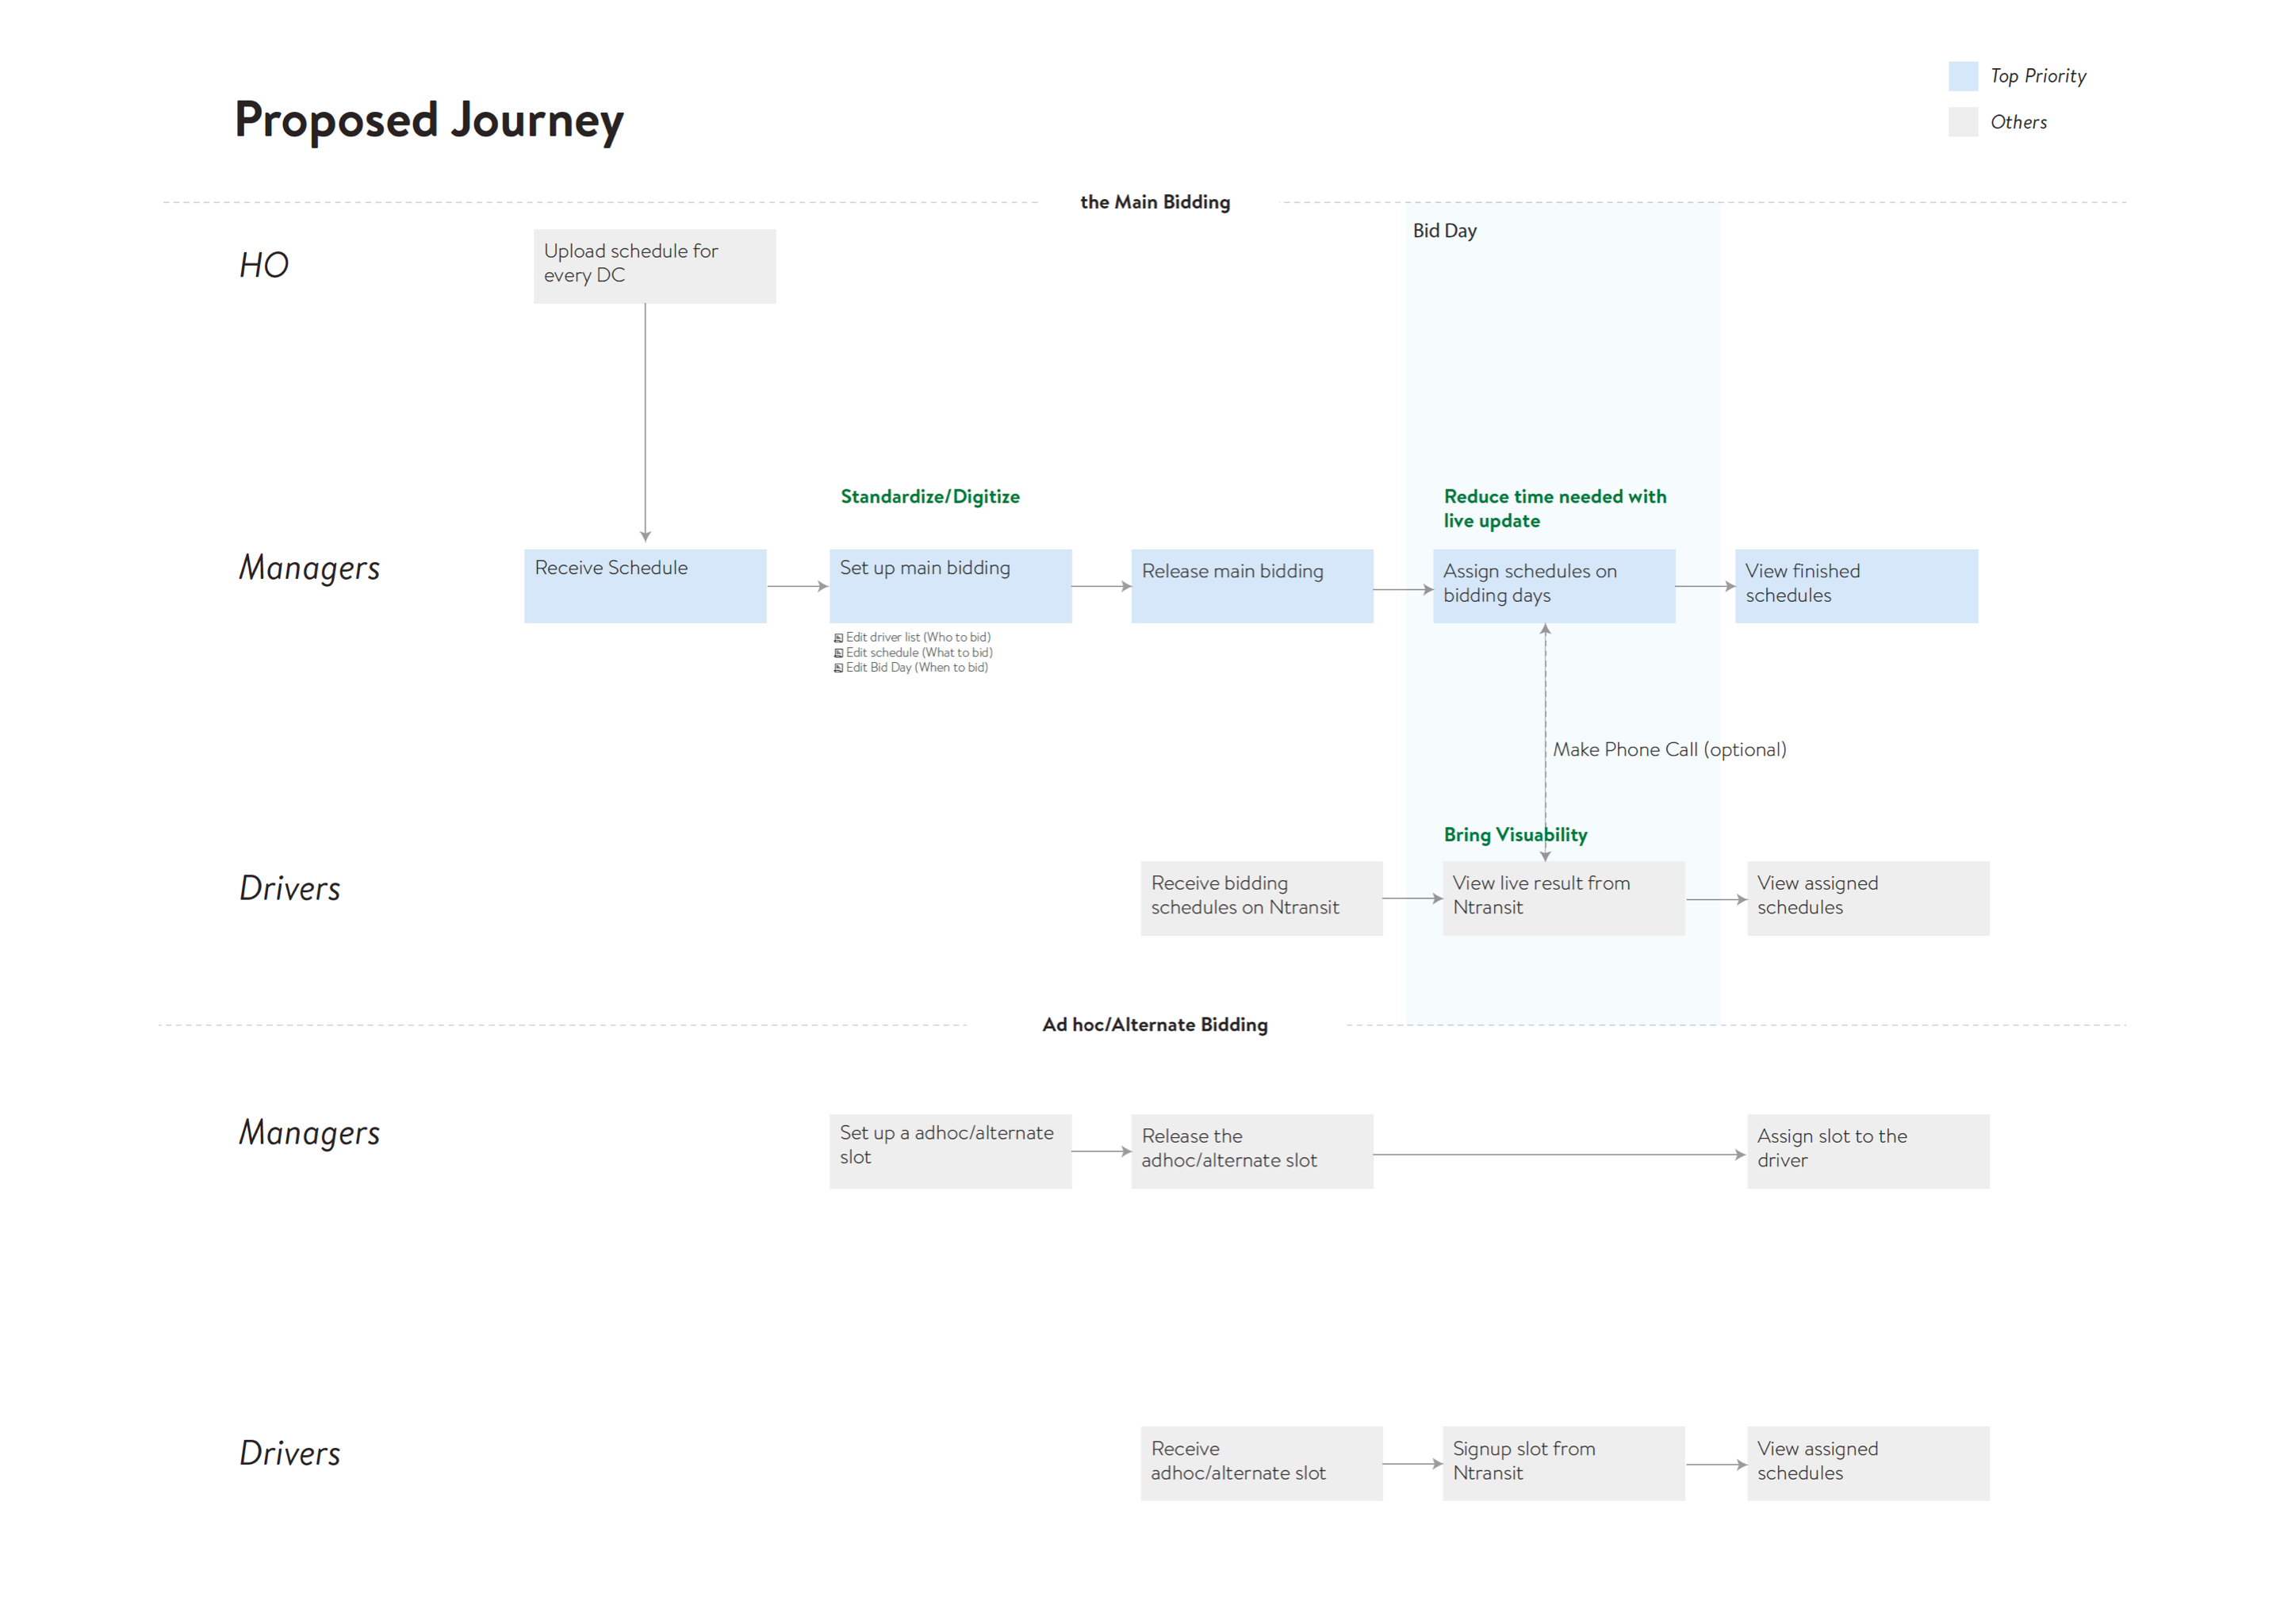 Top Priority
Proposed Journey
Others
the Main Bidding
Bid Day
HO
Upload schedule for
every DC
Standardize/Digitize
Reduce time needed with
live update
Managers
Receive Schedule
Set up main bidding
Release main bidding
Assign schedules on
bidding days
View finished
schedules
Edit driver list (Who to bid)
Edit schedule (What to bid)
Edit Bid Day (When to bid)
Make Phone Call (optional)
Bring Visuability
Drivers
Receive bidding
schedules on Ntransit
View live result from
Ntransit
View assigned
schedules
Ad hoc/Alternate Bidding
Managers
Set up a adhoc/alternate
slot
Release the
adhoc/alternate slot
Assign slot to the
driver
Drivers
Receive
adhoc/alternate slot
Signup slot from
Ntransit
View assigned
schedules